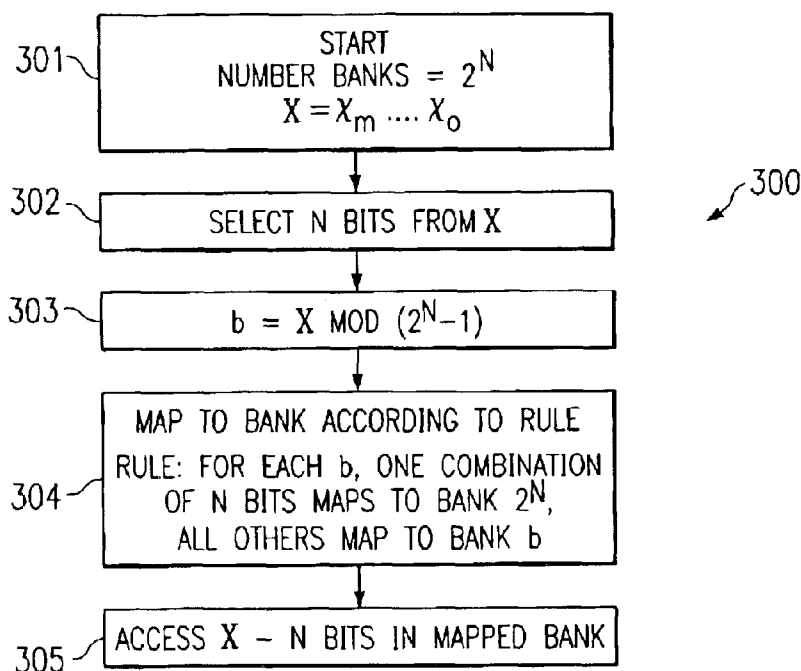 301
START
NUMBER BANKS = 2^N
X = X_m .... X_o
300
302
SELECT N BITS FROM X
303
b = X MOD (2^N-1)
304
MAP TO BANK ACCORDING TO RULE
RULE: FOR EACH b, ONE COMBINATION
OF N BITS MAPS TO BANK 2^N,
ALL OTHERS MAP TO BANK b
305
ACCESS X - N BITS IN MAPPED BANK